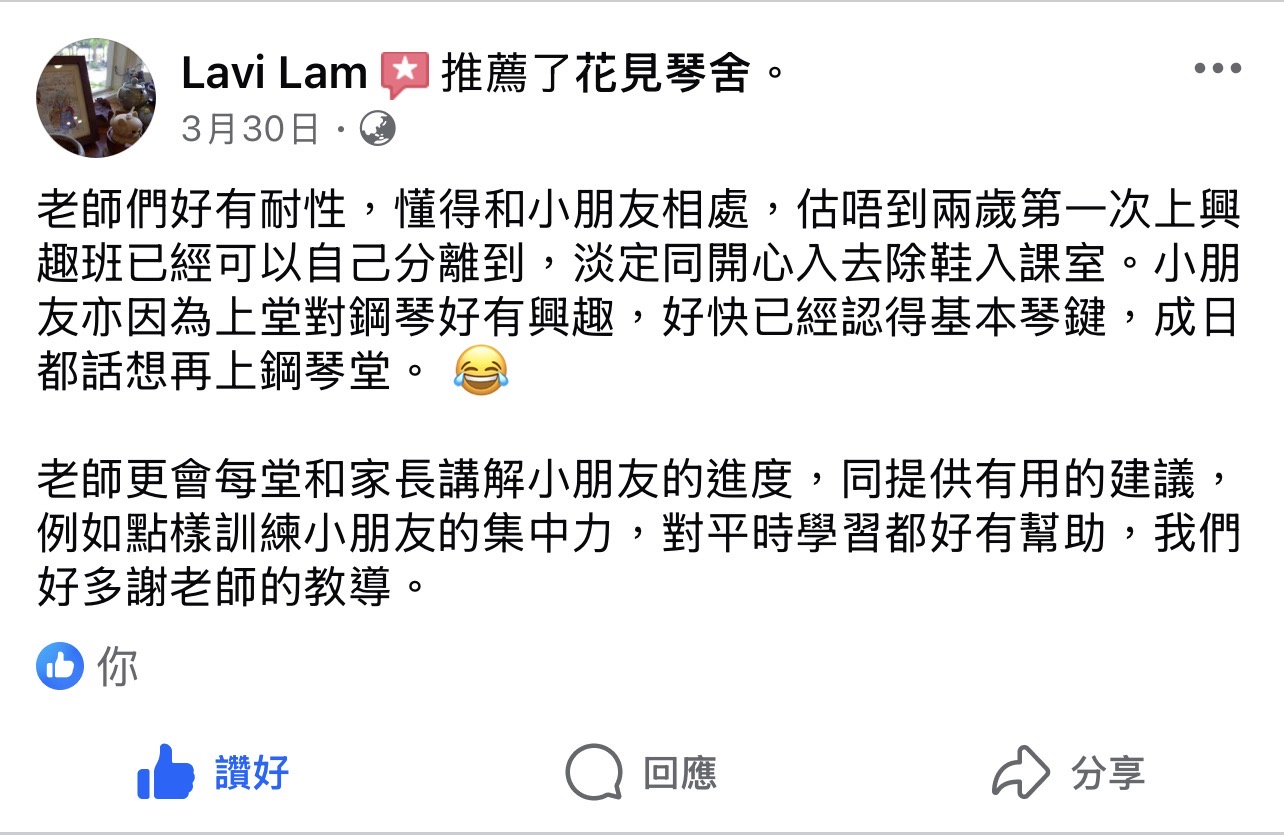 Lavi Lam 推薦了花見琴舍。
3月30日 ·
老師們好有耐性，懂得和小朋友相處，估唔到兩歲第一次上興
趣班已經可以自己分離到，淡定同開心入去除鞋入課室。小朋
友亦因為上堂對鋼琴好有興趣，好快已經認得基本琴鍵，成日
都話想再上鋼琴堂。 😂
老師更會每堂和家長講解小朋友的進度，同提供有用的建議，
例如點樣訓練小朋友的集中力，對平時學習都好有幫助，我們
好多謝老師的教導。
你
讚好 回應 分享